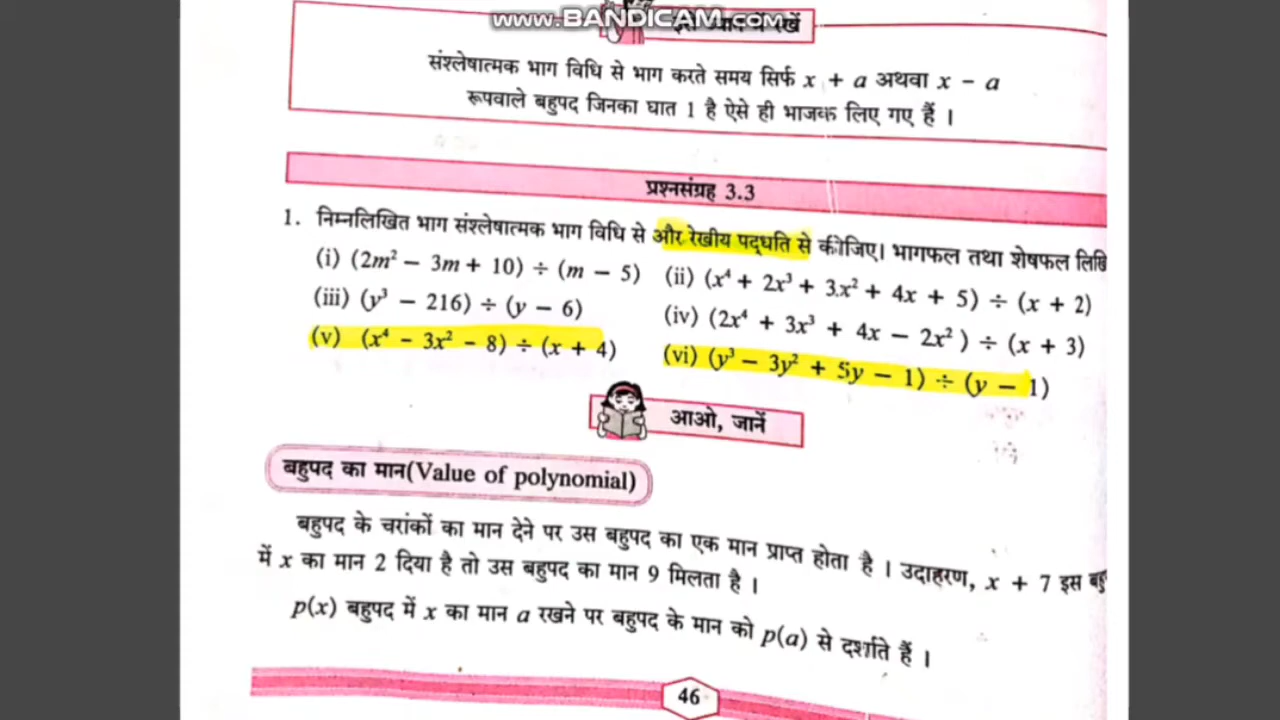 www.BANDICAM.com
संश्लेषात्मक भाग विधि से भाग करते समय सिर्फ x + a अथवा x − a
रूपवाले बहुपद जिनका घात 1 है ऐसे ही भाजक लिए गए हैं ।
प्रश्नसंग्रह 3.3
1. निम्नलिखित भाग संश्लेषात्मक भाग विधि से और रेखीय पद्धति से कीजिए। भागफल तथा शेषफल
(i) (2m² − 3m + 10) ÷ (m − 5) (ii) (x⁴ + 2x³ + 3x² + 4x + 5) ÷ (x + 2)
(iii) (y³ − 216) ÷ (y − 6) (iv) (2x⁴ + 3x³ + 4x − 2x²) ÷ (x + 3)
(v) (x⁴ − 3x² − 8) ÷ (x + 4) (vi) (y³ − 3y² + 5y − 1) ÷ (y − 1)
आओ, जानें
बहुपद का मान(Value of polynomial)
बहुपद के चरांकों का मान देने पर उस बहुपद का एक मान प्राप्त होता है । उदाहरण, x + 7 इस
में x का मान 2 दिया है तो उस बहुपद का मान 9 मिलता है ।
p(x) बहुपद में x का मान a रखने पर बहुपद के मान को p(a) से दर्शाते हैं ।
46